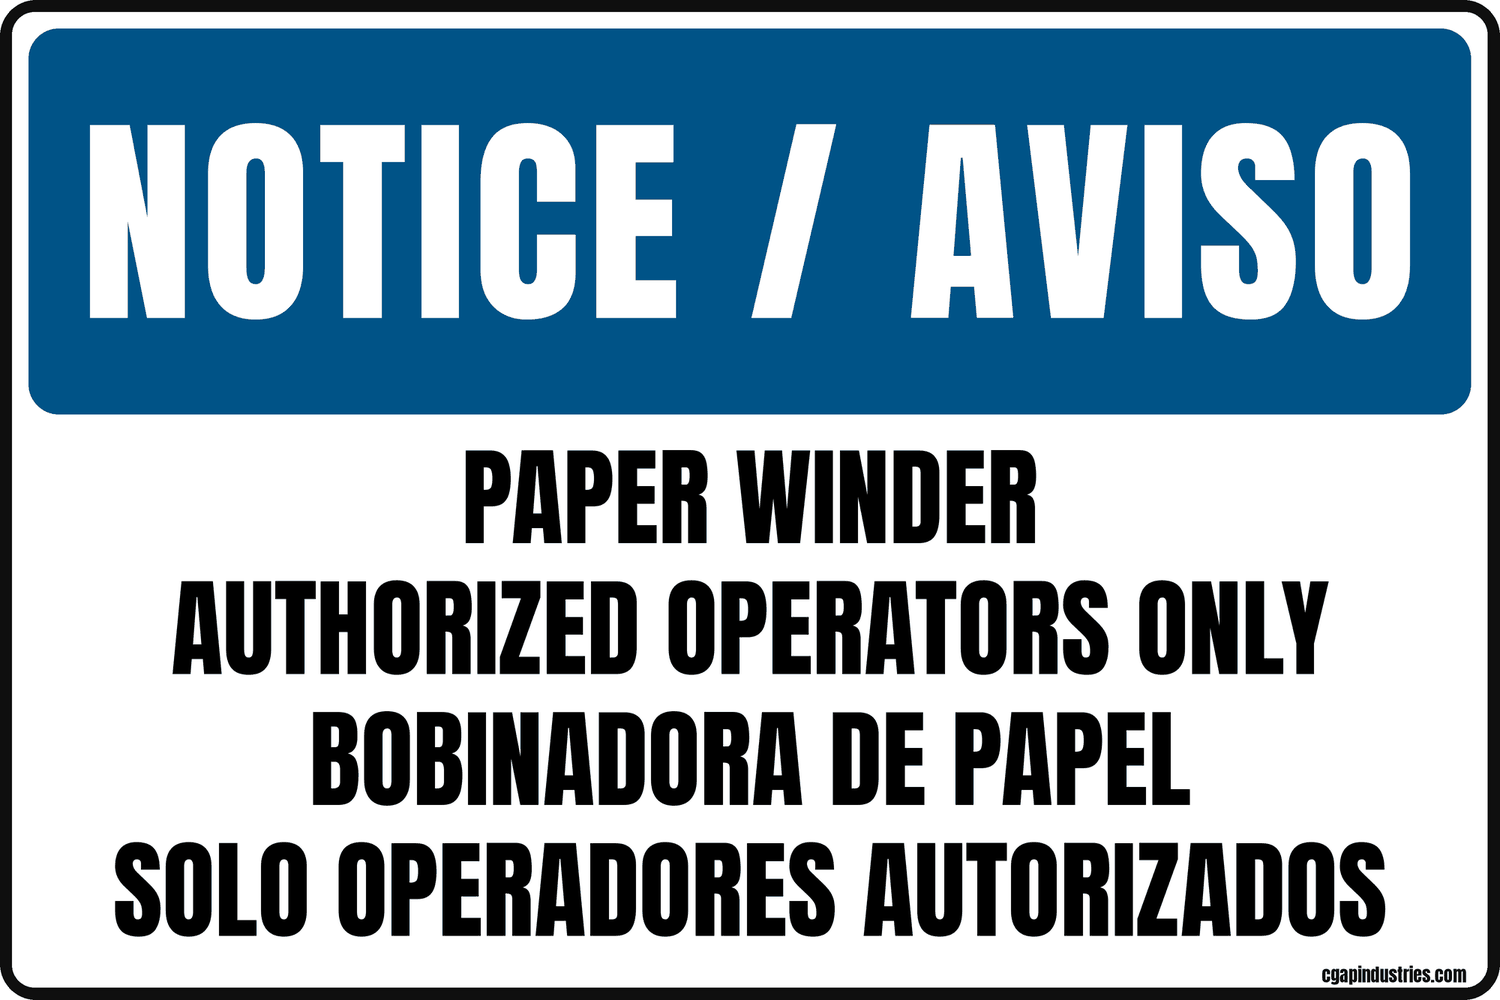 NOTICE / AVISO
PAPER WINDER
AUTHORIZED OPERATORS ONLY
BOBINADORA DE PAPEL
SOLO OPERADORES AUTORIZADOS
cgapindustries.com